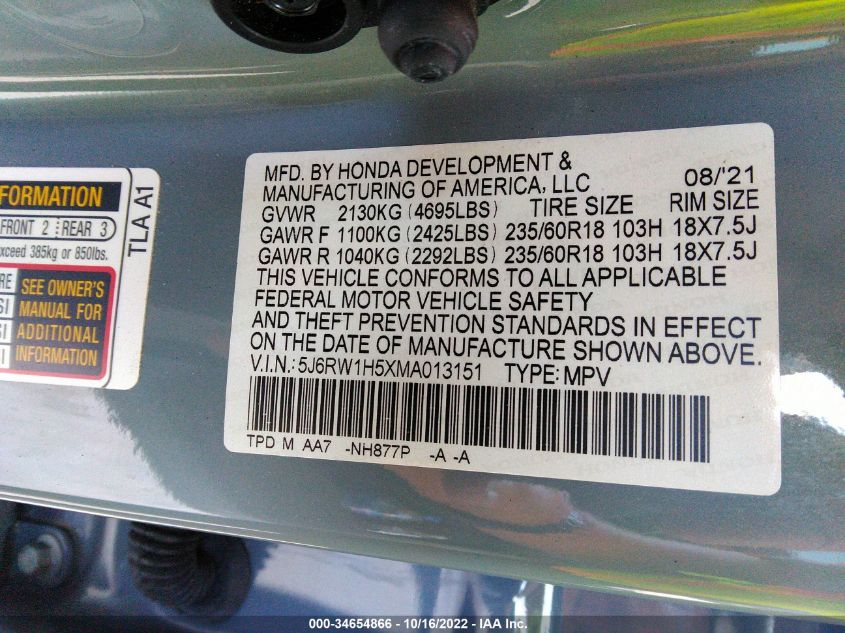 FORMATION
FRONT 2 REAR 3
exceed 385kg or 850lbs.
SEE OWNER'S
MANUAL FOR
ADDITIONAL
INFORMATION
TLA A1
MFD. BY HONDA DEVELOPMENT & 08/'21
MANUFACTURING OF AMERICA, LLC
GVWR 2130KG (4695LBS) TIRE SIZE RIM SIZE
GAWR F 1100KG (2425LBS) 235/60R18 103H 18X7.5J
GAWR R 1040KG (2292LBS) 235/60R18 103H 18X7.5J
THIS VEHICLE CONFORMS TO ALL APPLICABLE
FEDERAL MOTOR VEHICLE SAFETY
AND THEFT PREVENTION STANDARDS IN EFFECT
ON THE DATE OF MANUFACTURE SHOWN ABOVE.
V.I.N.: 5J6RW1H5XMA013151 TYPE: MPV
TPD M AA7 -NH877P -A -A
000-34654866 - 10/16/2022 - IAAI.com